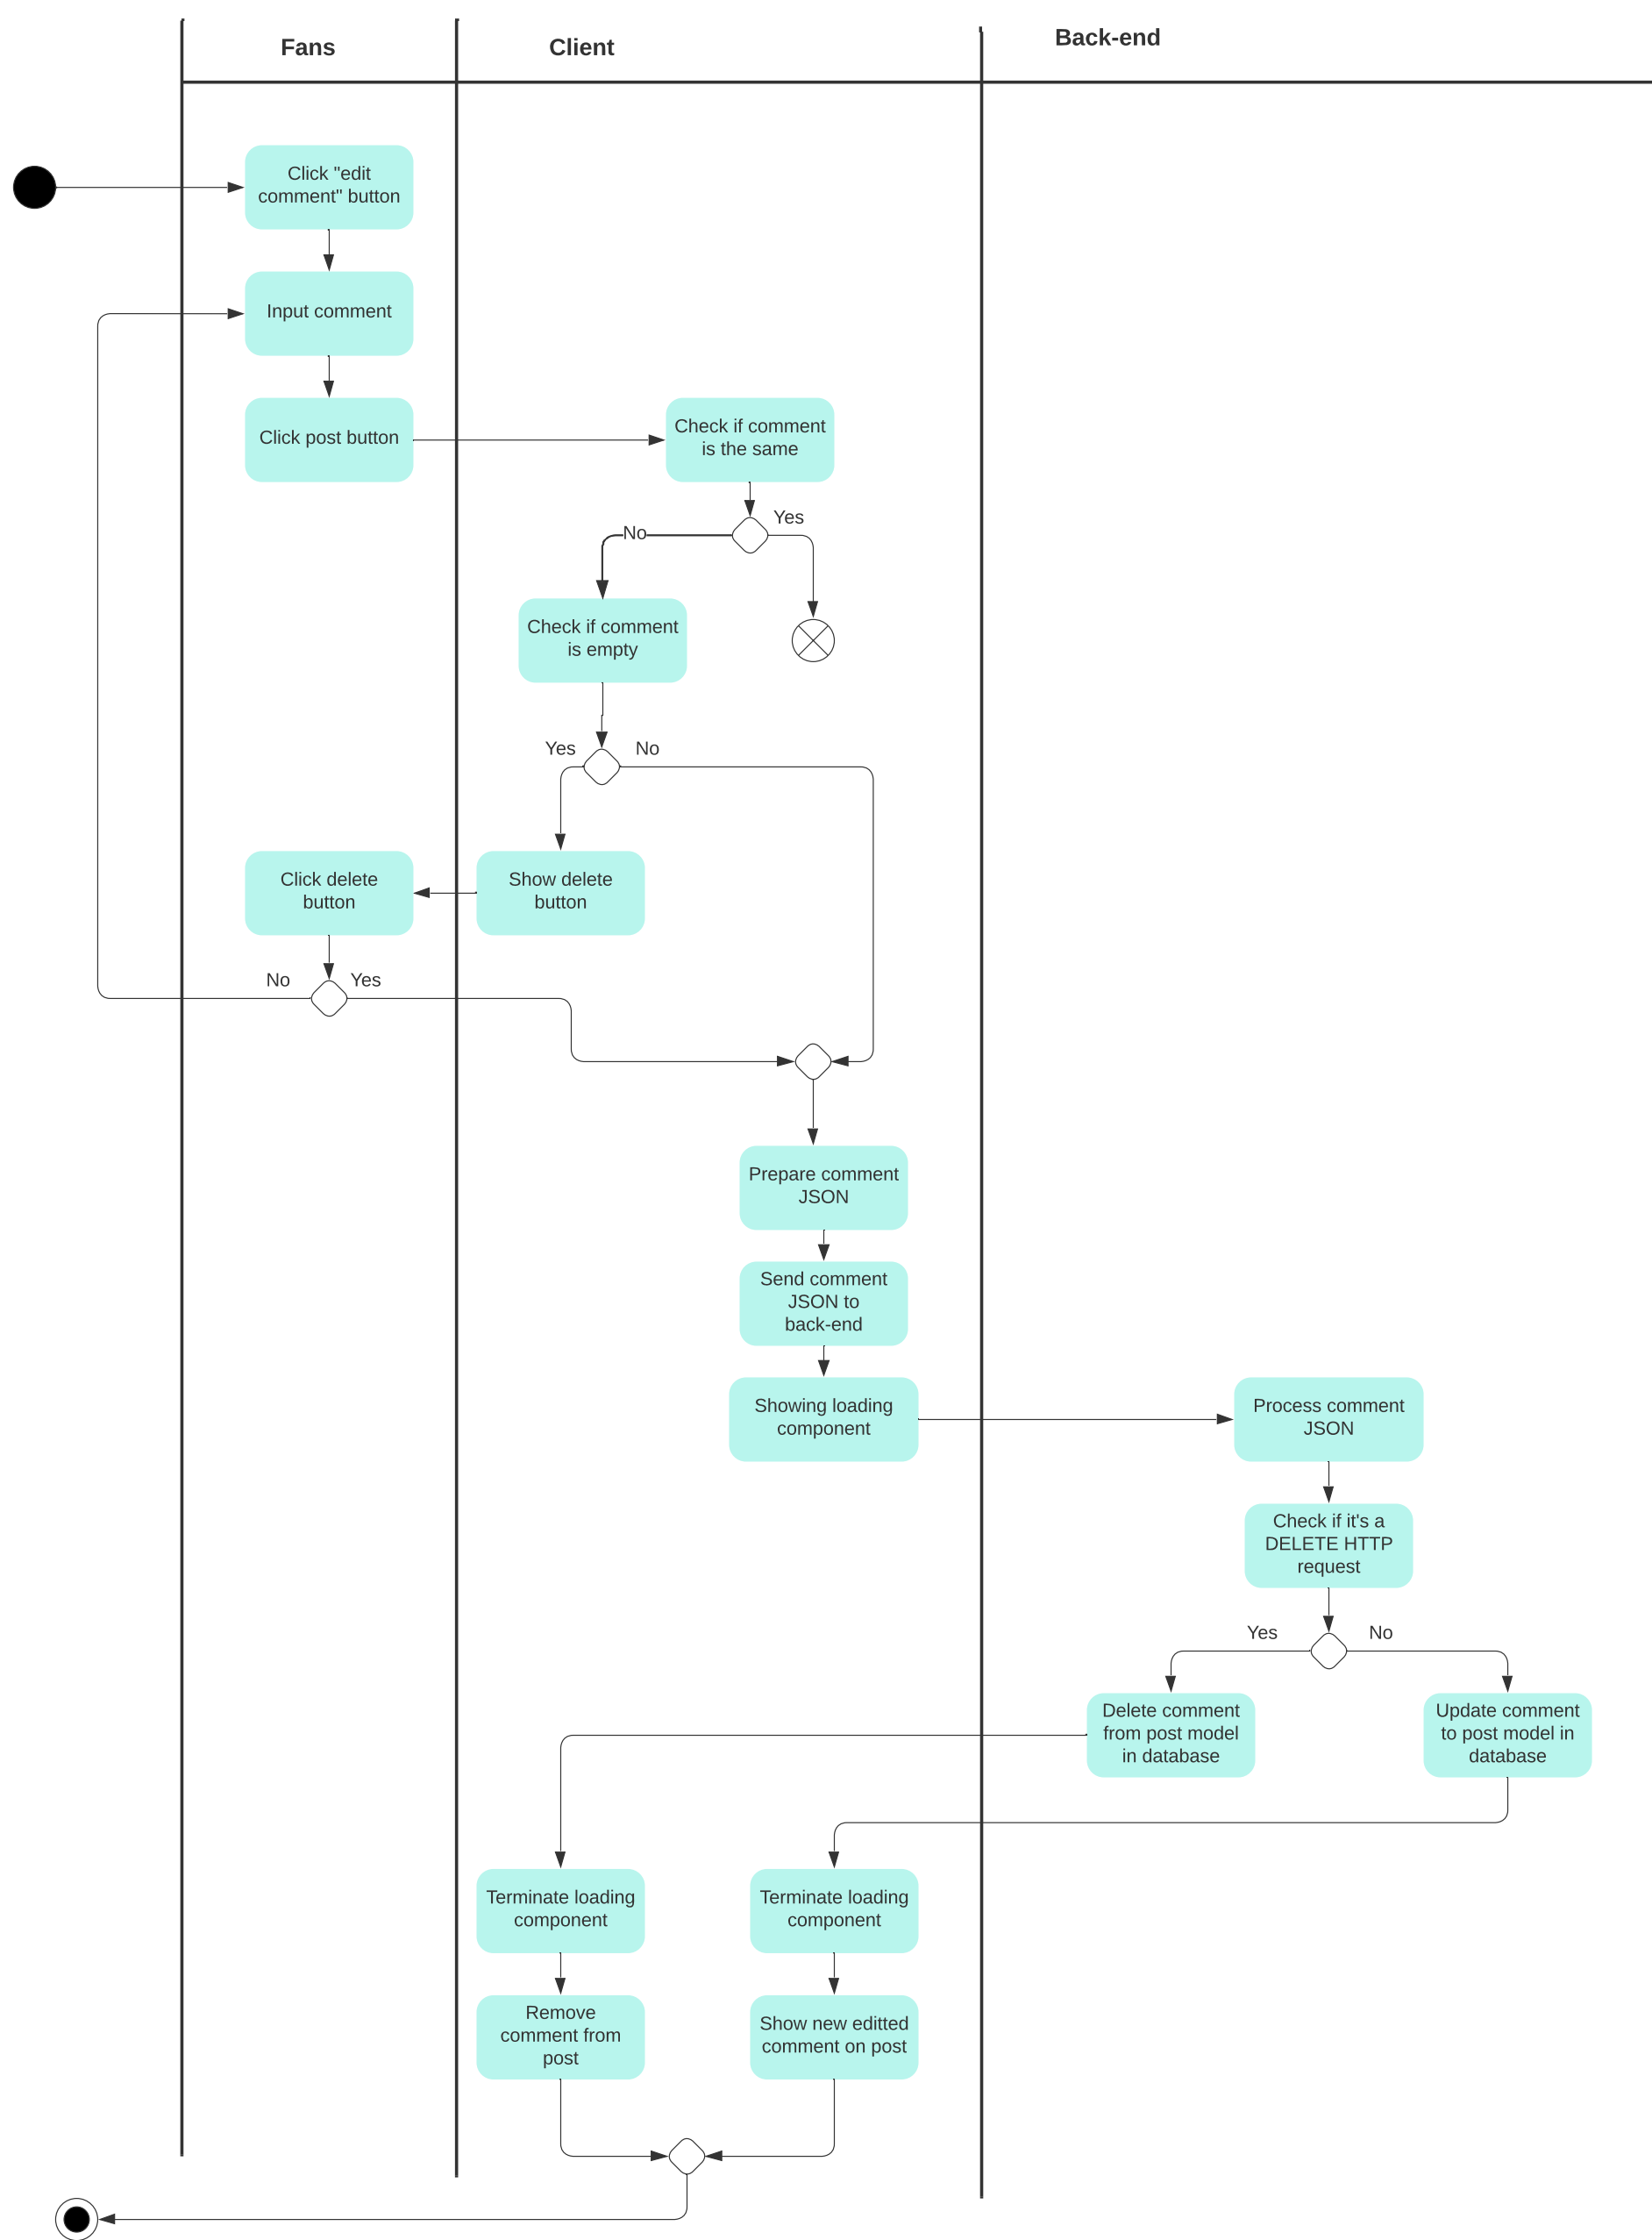 Fans
Client
Back-end
Click "edit
comment" button
Input comment
Click post button
Check if comment
is the same
Yes
No
Check if comment
is empty
Yes
No
Click delete
button
Show delete
button
No
Yes
Prepare comment
JSON
Send comment
JSON to
back-end
Showing loading
component
Process comment
JSON
Check if it's a
DELETE HTTP
request
Yes
No
Delete comment
from post model
in database
Update comment
to post model in
database
Terminate loading
component
Terminate loading
component
Remove
comment from
post
Show new editted
comment on post